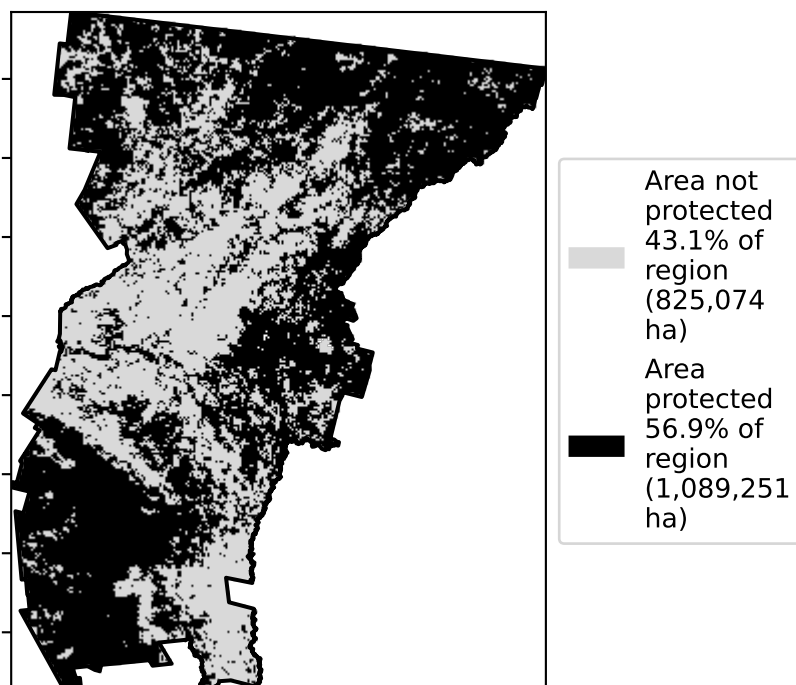 Area not
protected
43.1% of
region
(825,074
ha)
Area
protected
56.9% of
region
(1,089,251
ha)